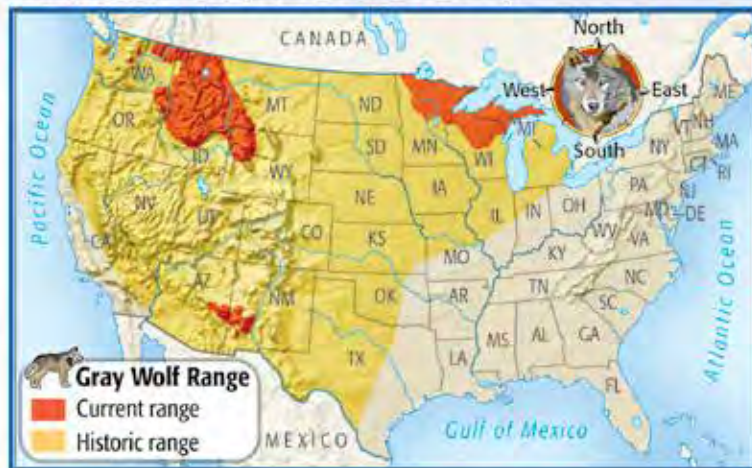 North
CANADA
WA
West
East
MT
ND
ME
OR
MN
VT
NH
ID
SD
WI
MI
South
NY
MA
WY
CT
RI
Pacific Ocean
IA
PA
NE
NJ
NV
IL
IN
OH
MD
DE
UT
CO
WV
VA
CA
KS
MO
KY
NC
AZ
OK
TN
NM
AR
SC
Atlantic Ocean
MS
AL
GA
TX
LA
Gray Wolf Range
FL
Current range
Historic range
MEXICO
Gulf of Mexico